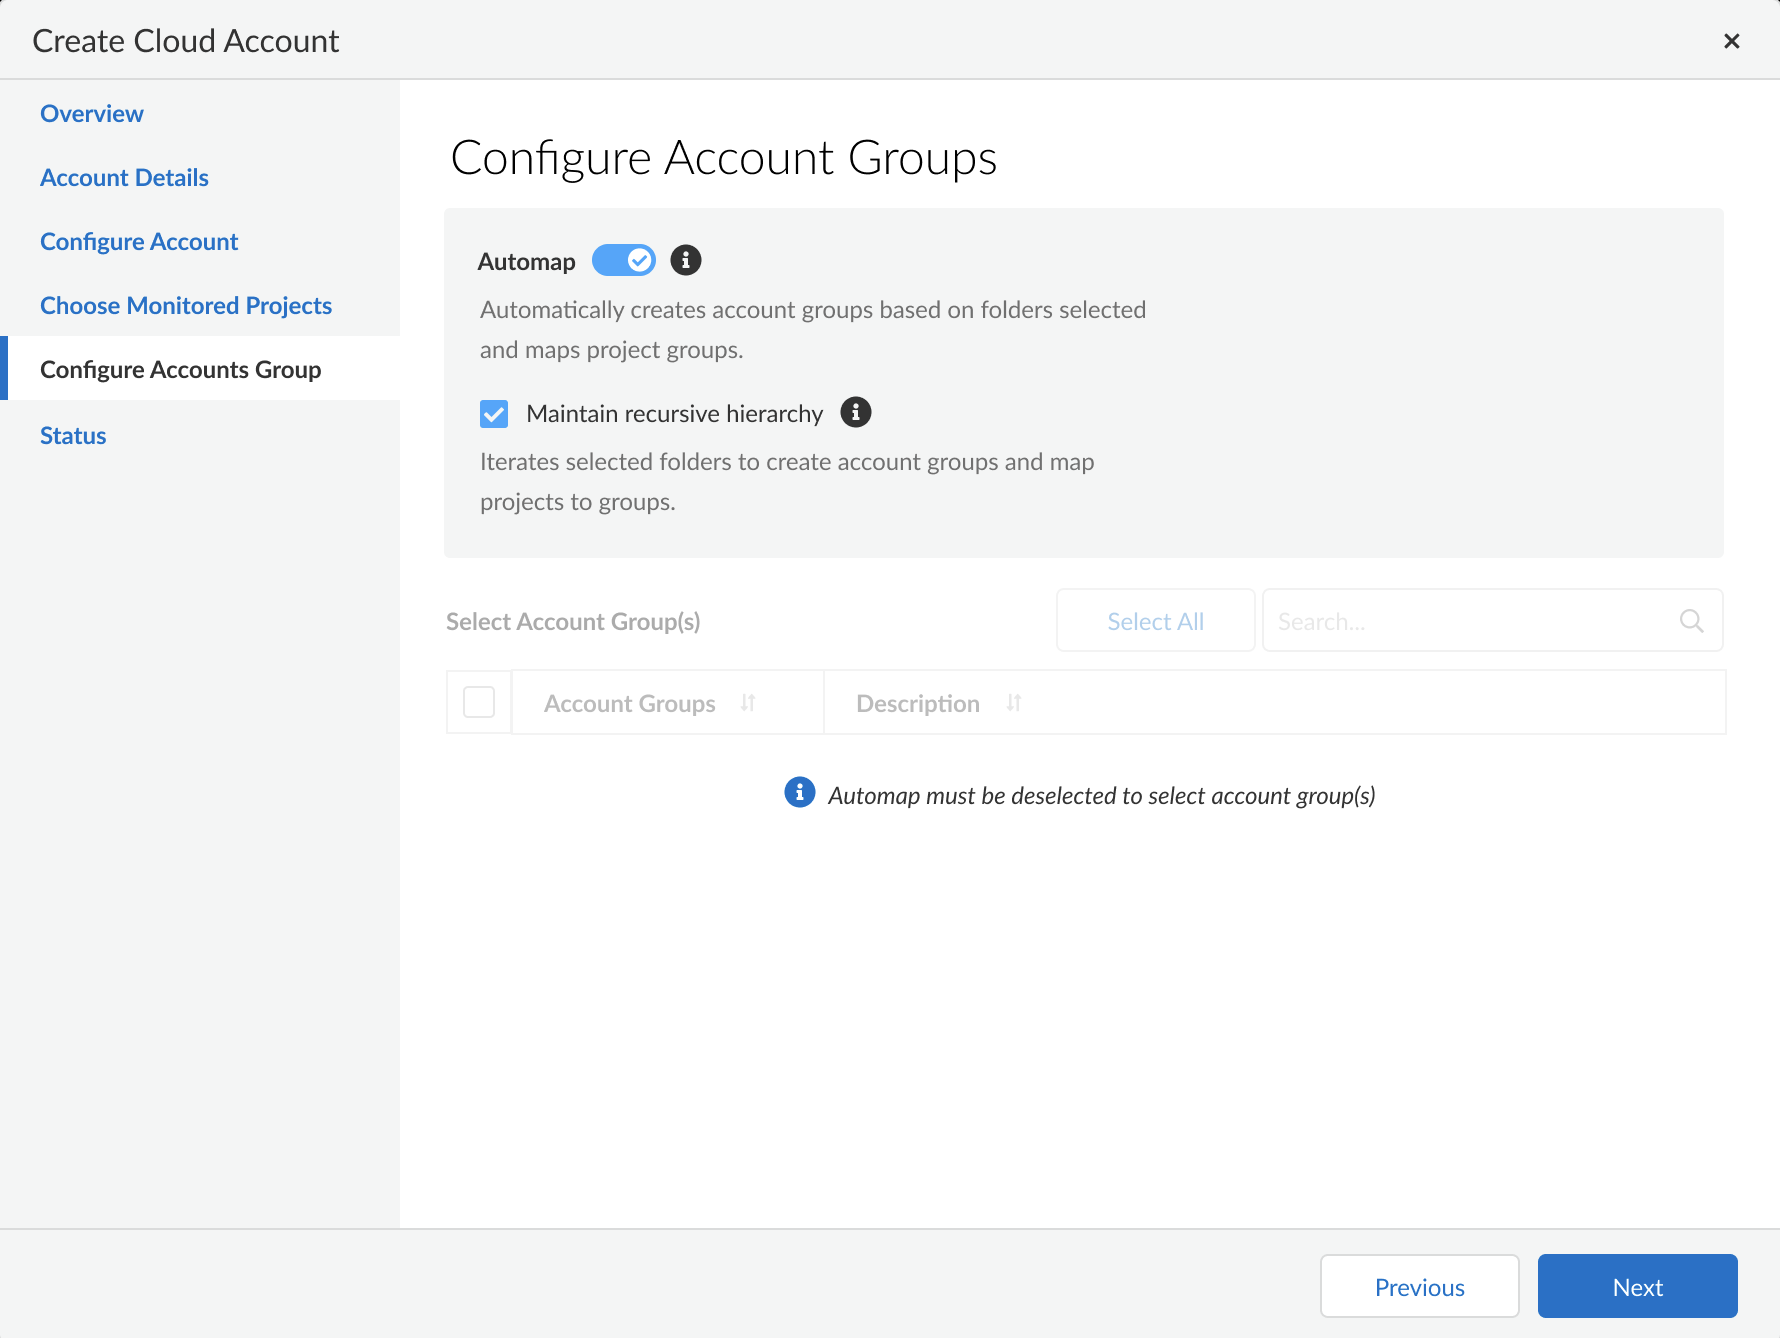 Create Cloud Account
Overview
Account Details
Configure Account
Choose Monitored Projects
Configure Accounts Group
Status
Configure Account Groups
Automap
Automatically creates account groups based on folders selected
and maps project groups.
Maintain recursive hierarchy
Iterates selected folders to create account groups and map
projects to groups.
Select Account Group(s)
Select All
Search...
Account Groups
Description
Automap must be deselected to select account group(s)
Previous
Next